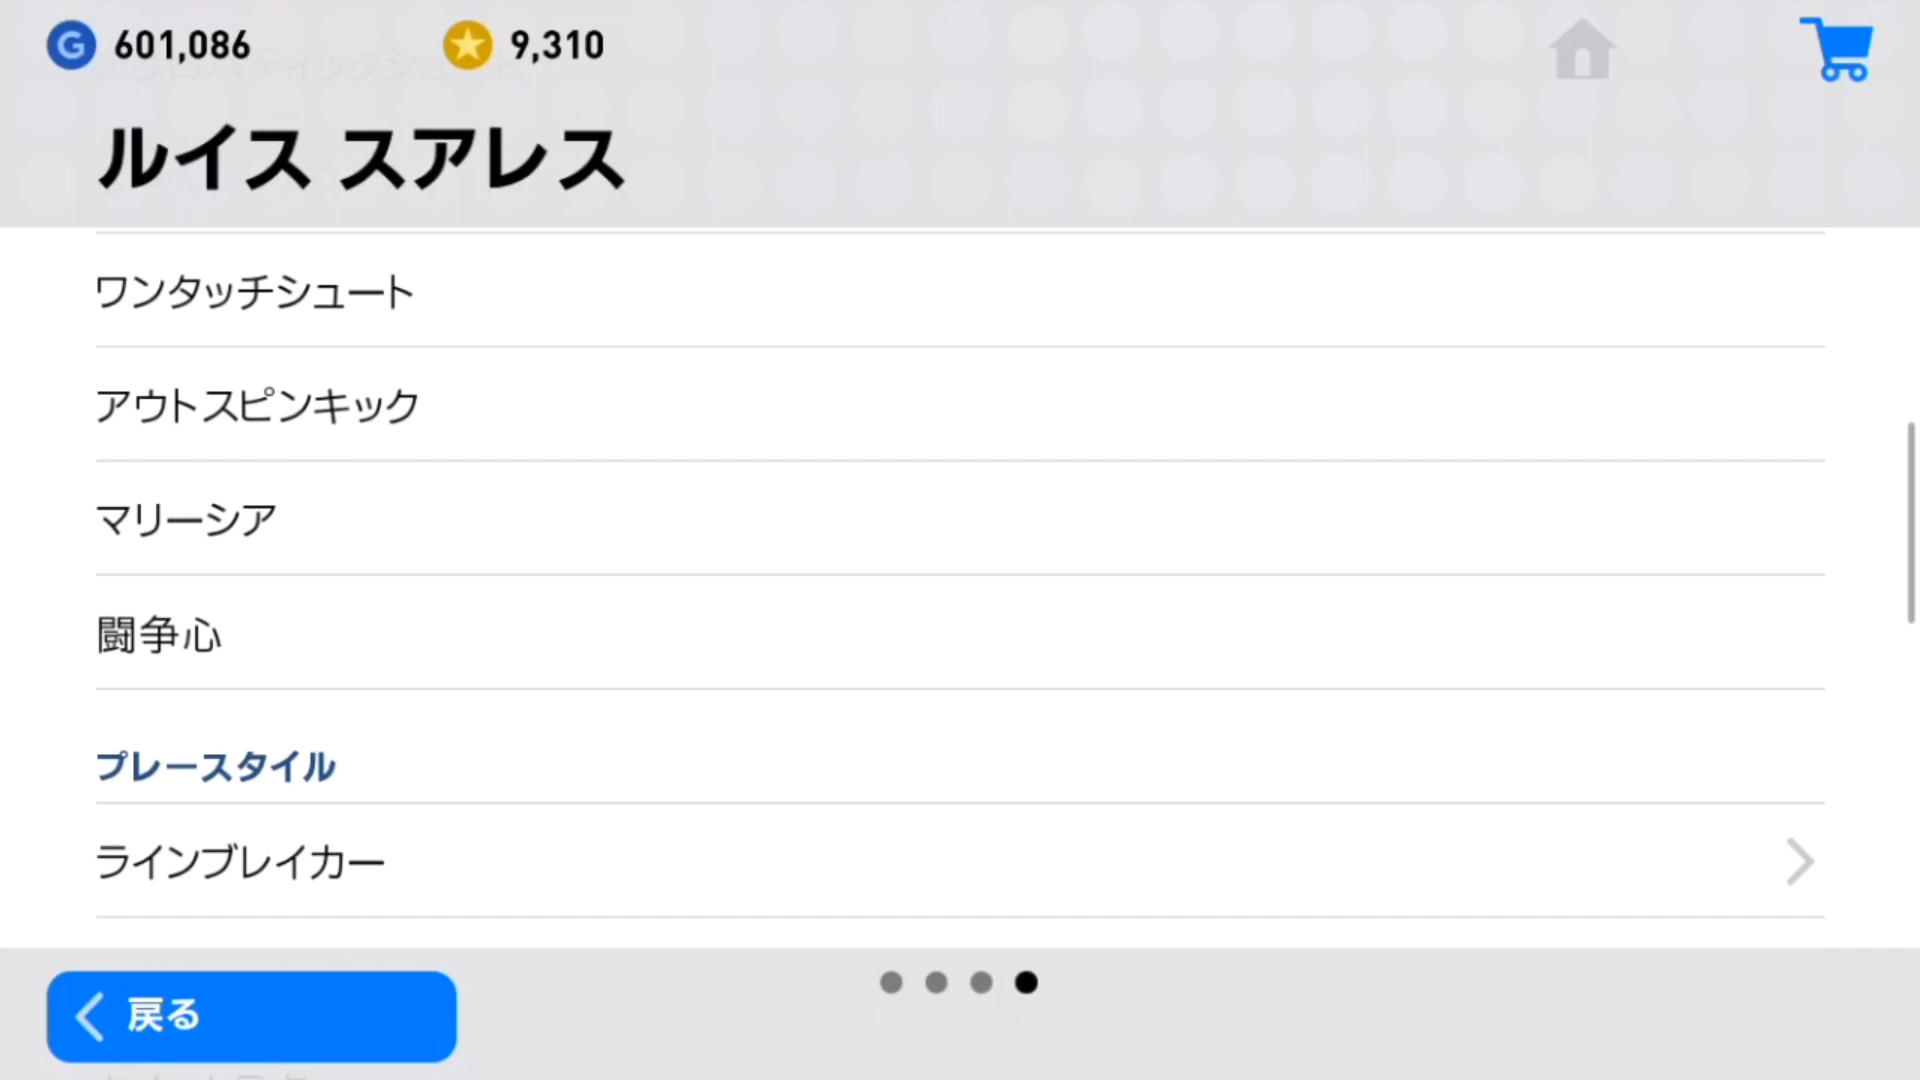 601,086
9,310
ルイス スアレス
ワンタッチシュート
アウトスピンキック
マリーシア
闘争心
プレースタイル
ラインブレイカー
戻る